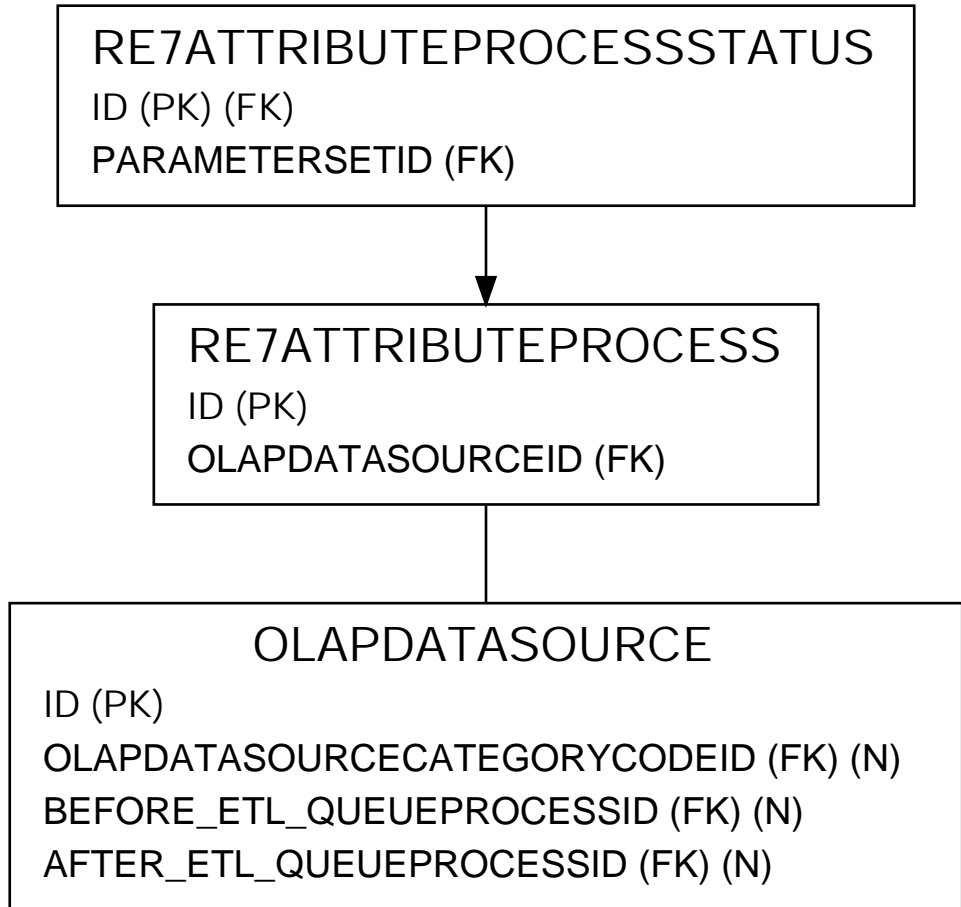 RE7ATTRIBUTEPROCESSSTATUS
ID (PK) (FK)
PARAMETERSETID (FK)
RE7ATTRIBUTEPROCESS
ID (PK)
OLAPDATASOURCEID (FK)
OLAPDATASOURCE
ID (PK)
OLAPDATASOURCECATEGORYCODEID (FK) (N)
BEFORE_ETL_QUEUEPROCESSID (FK) (N)
AFTER_ETL_QUEUEPROCESSID (FK) (N)